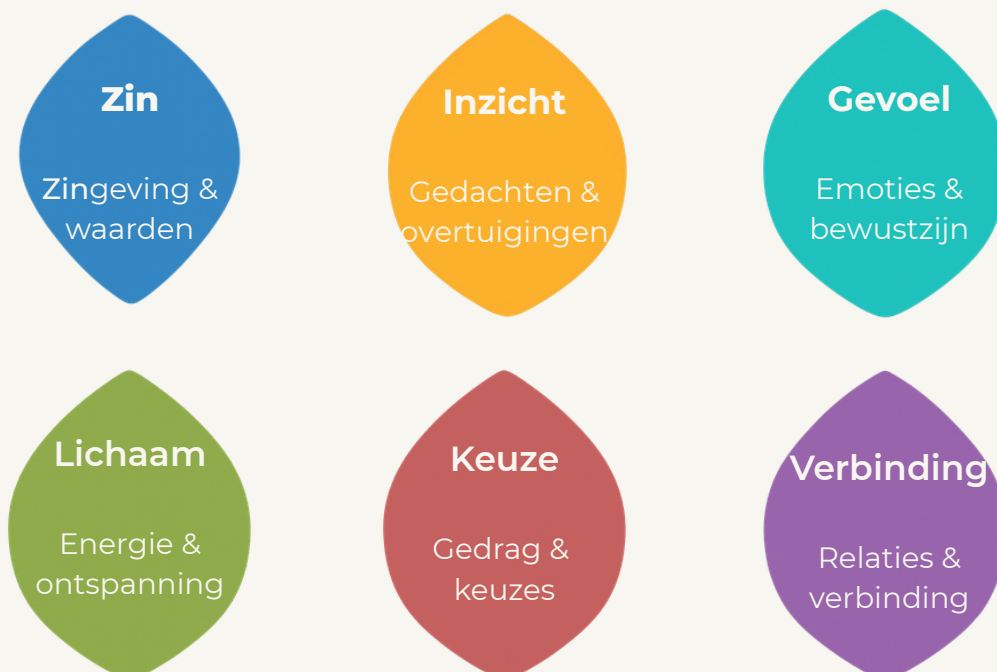 Zin
Zingeving &
waarden
Inzicht
Gedachten &
overtuigingen
Gevoel
Emoties &
bewustzijn
Lichaam
Energie &
ontspanning
Keuze
Gedrag &
keuzes
Verbinding
Relaties &
verbinding